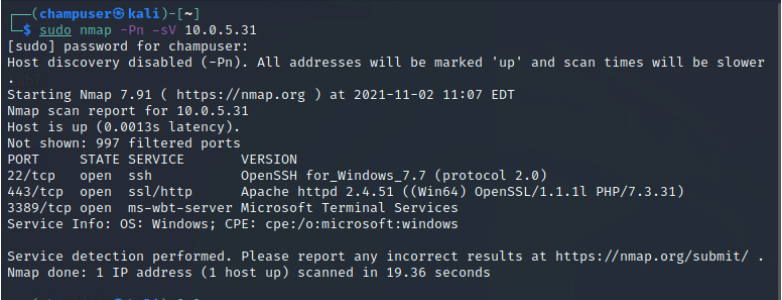 ┌──(champuser㉿kali)-[~]
└─$ sudo nmap -Pn -sV 10.0.5.31
[sudo] password for champuser:
Host discovery disabled (-Pn). All addresses will be marked 'up' and scan times will be slower
.
Starting Nmap 7.91 ( https://nmap.org ) at 2021-11-02 11:07 EDT
Nmap scan report for 10.0.5.31
Host is up (0.0013s latency).
Not shown: 997 filtered ports
PORT     STATE SERVICE       VERSION
22/tcp   open  ssh           OpenSSH for_Windows_7.7 (protocol 2.0)
443/tcp  open  ssl/http      Apache httpd 2.4.51 ((Win64) OpenSSL/1.1.1l PHP/7.3.31)
3389/tcp open  ms-wbt-server Microsoft Terminal Services
Service Info: OS: Windows; CPE: cpe:/o:microsoft:windows

Service detection performed. Please report any incorrect results at https://nmap.org/submit/ .
Nmap done: 1 IP address (1 host up) scanned in 19.36 seconds